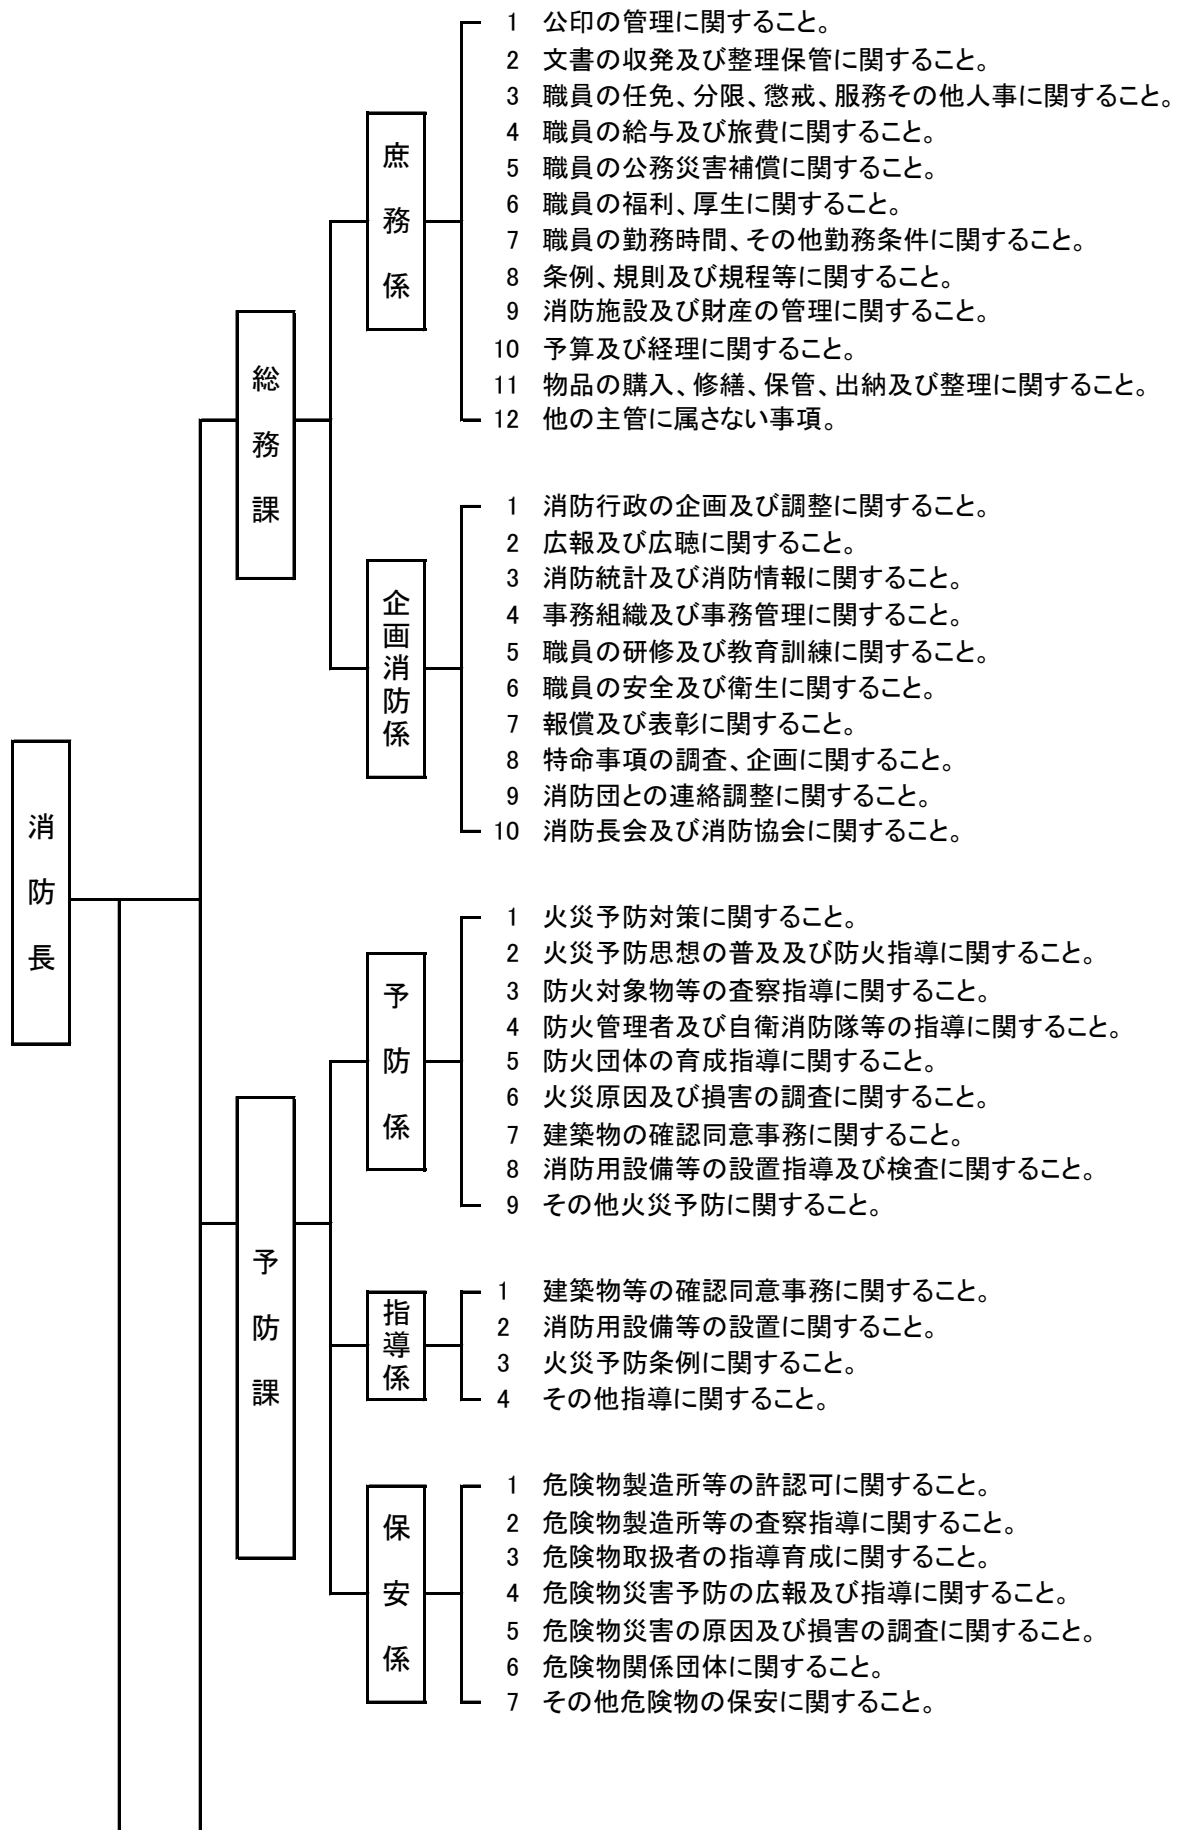 消防長
総務課
庶務係
1 公印の管理に関すること。
2 文書の収発及び整理保管に関すること。
3 職員の任免、分限、懲戒、服務その他人事に関すること。
4 職員の給与及び旅費に関すること。
5 職員の公務災害補償に関すること。
6 職員の福利、厚生に関すること。
7 職員の勤務時間、その他勤務条件に関すること。
8 条例、規則及び規程等に関すること。
9 消防施設及び財産の管理に関すること。
10 予算及び経理に関すること。
11 物品の購入、修繕、保管、出納及び整理に関すること。
12 他の主管に属さない事項。
企画消防係
1 消防行政の企画及び調整に関すること。
2 広報及び広聴に関すること。
3 消防統計及び消防情報に関すること。
4 事務組織及び事務管理に関すること。
5 職員の研修及び教育訓練に関すること。
6 職員の安全及び衛生に関すること。
7 報償及び表彰に関すること。
8 特命事項の調査、企画に関すること。
9 消防団との連絡調整に関すること。
10 消防長会及び消防協会に関すること。
予防課
予防係
1 火災予防対策に関すること。
2 火災予防思想の普及及び防火指導に関すること。
3 防火対象物等の査察指導に関すること。
4 防火管理者及び自衛消防隊等の指導に関すること。
5 防火団体の育成指導に関すること。
6 火災原因及び損害の調査に関すること。
7 建築物の確認同意事務に関すること。
8 消防用設備等の設置指導及び検査に関すること。
9 その他火災予防に関すること。
指導係
1 建築物等の確認同意事務に関すること。
2 消防用設備等の設置に関すること。
3 火災予防条例に関すること。
4 その他指導に関すること。
保安係
1 危険物製造所等の許認可に関すること。
2 危険物製造所等の査察指導に関すること。
3 危険物取扱者の指導育成に関すること。
4 危険物災害予防の広報及び指導に関すること。
5 危険物災害の原因及び損害の調査に関すること。
6 危険物関係団体に関すること。
7 その他危険物の保安に関すること。